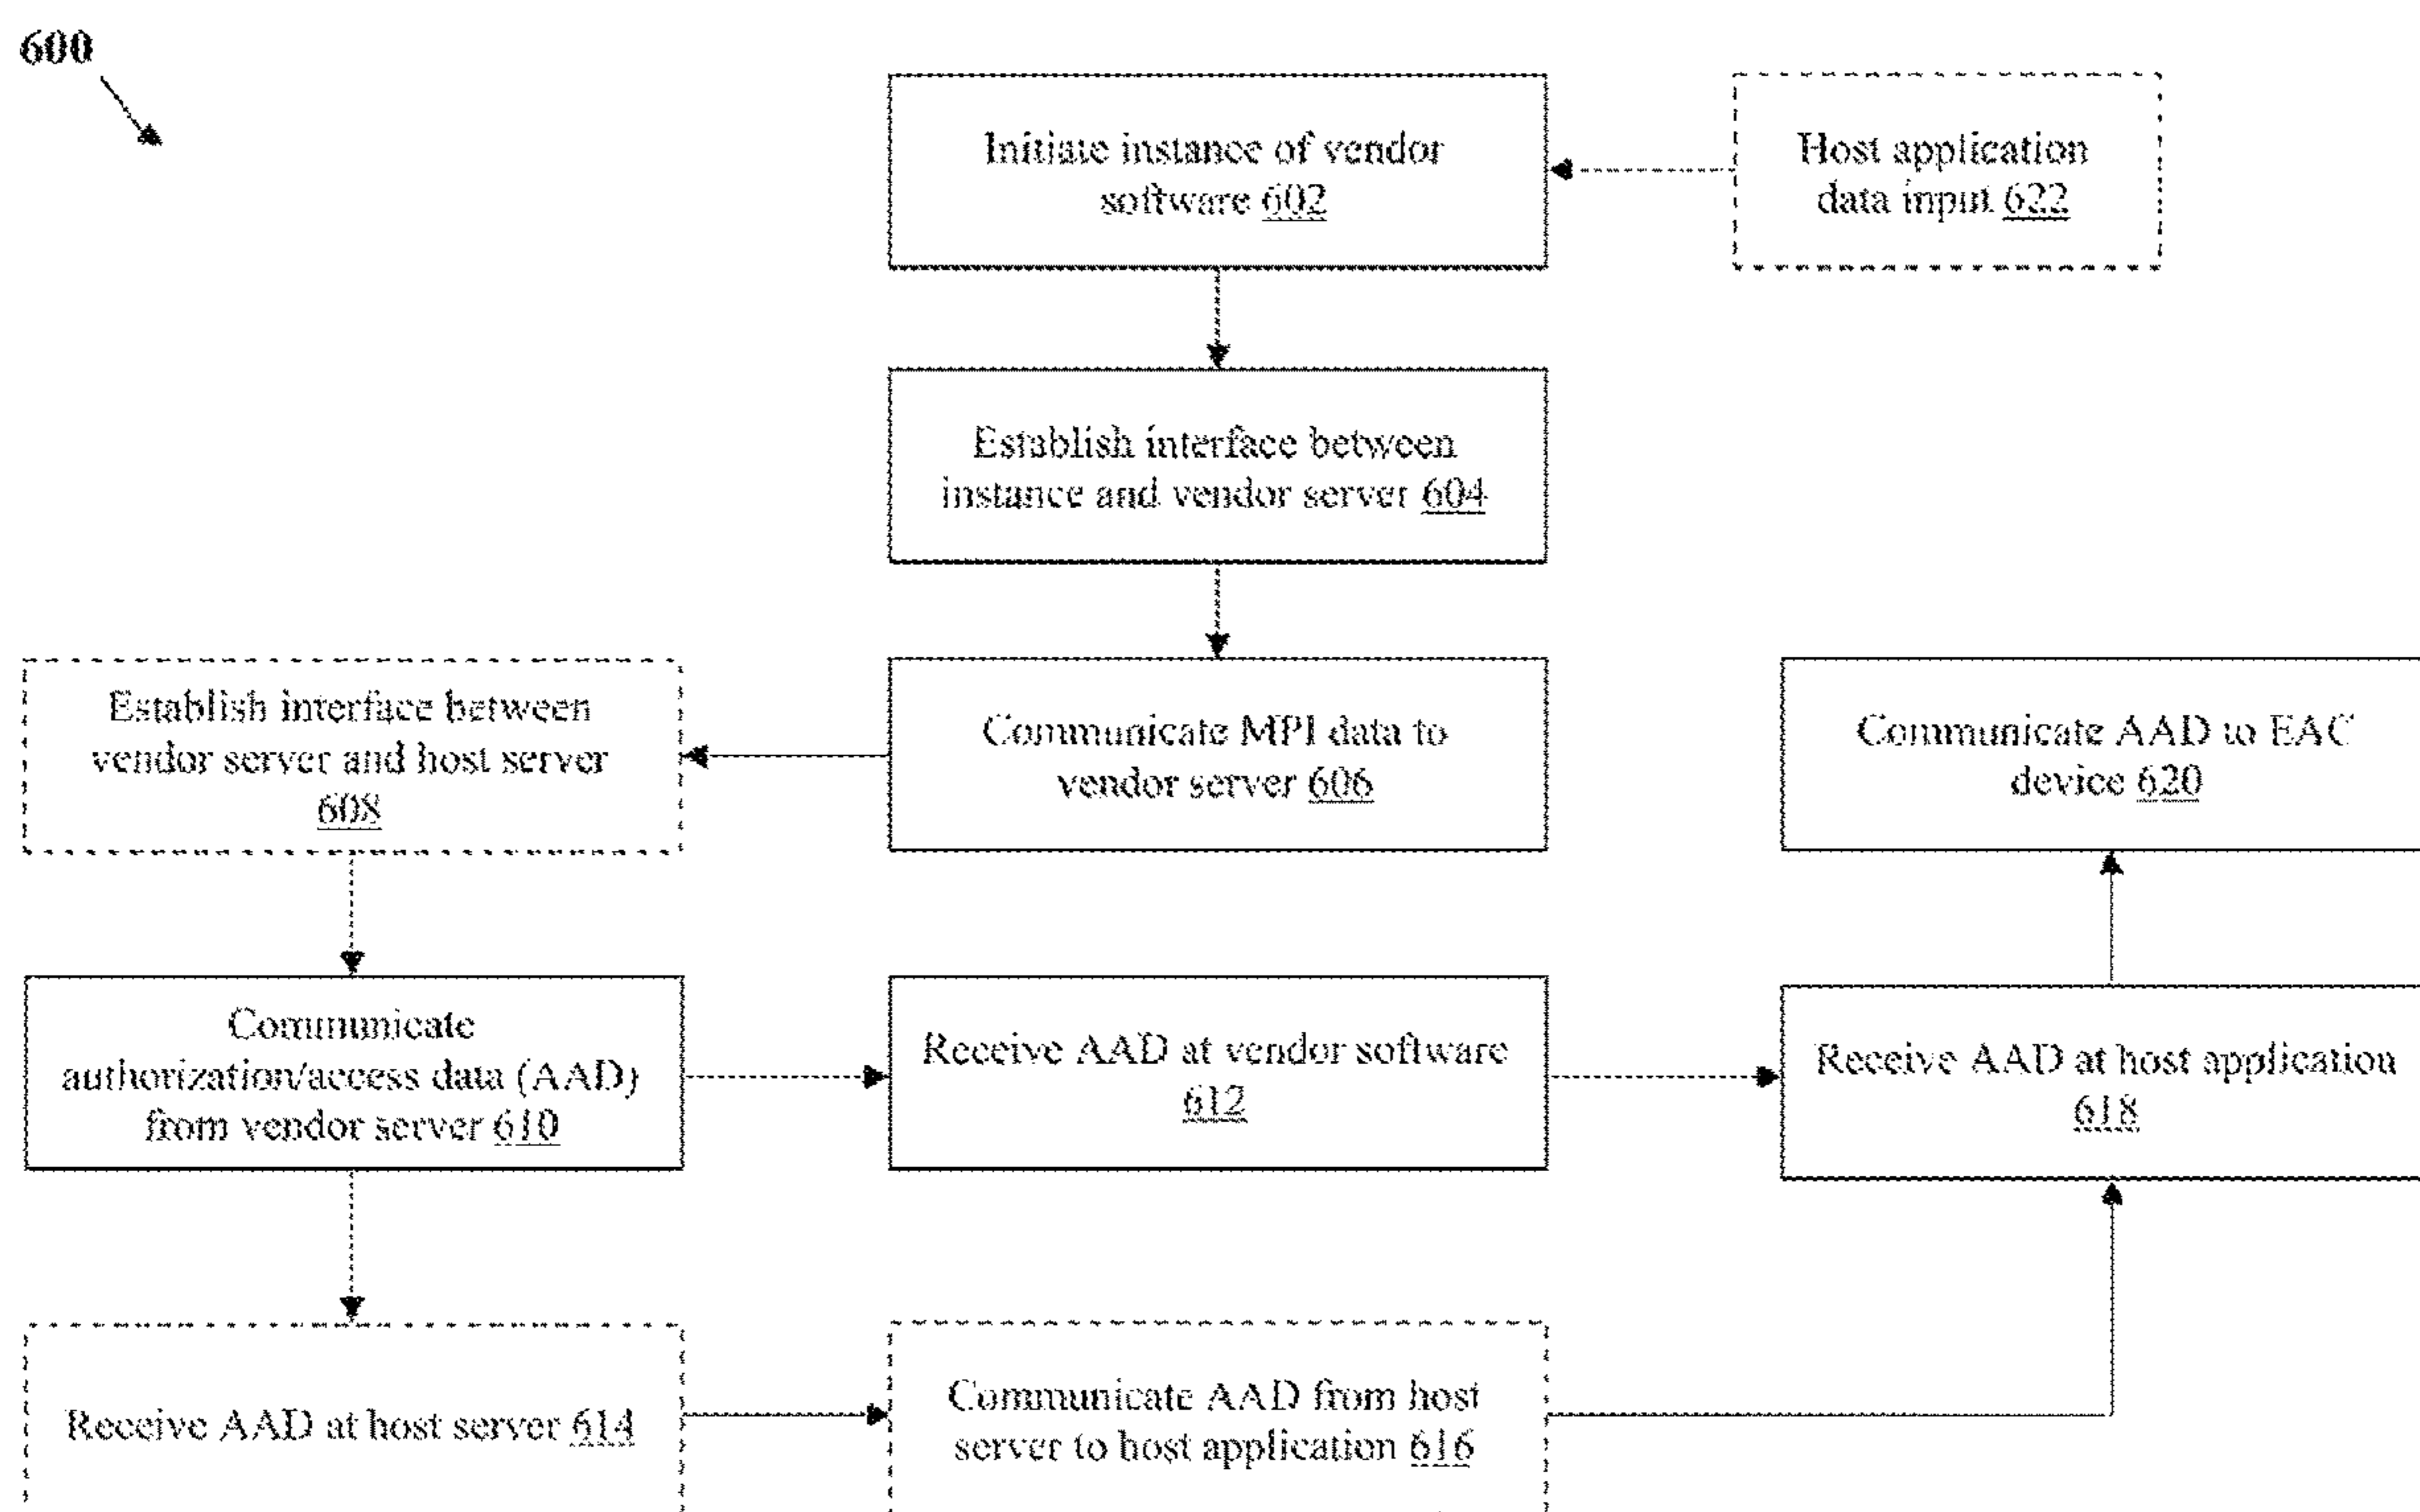 600
Initiate instance of vendor
software 602
Host application
data input 622
Establish interface between
instance and vendor server 604
Establish interface between
vendor server and host server
608
Communicate MPI data to
vendor server 606
Communicate AAD to EAC
device 620
Communicate
authorization/access data (AAD)
from vendor server 610
Receive AAD at vendor software
612
Receive AAD at host application
618
Receive AAD at host server 614
Communicate AAD from host
server to host application 616